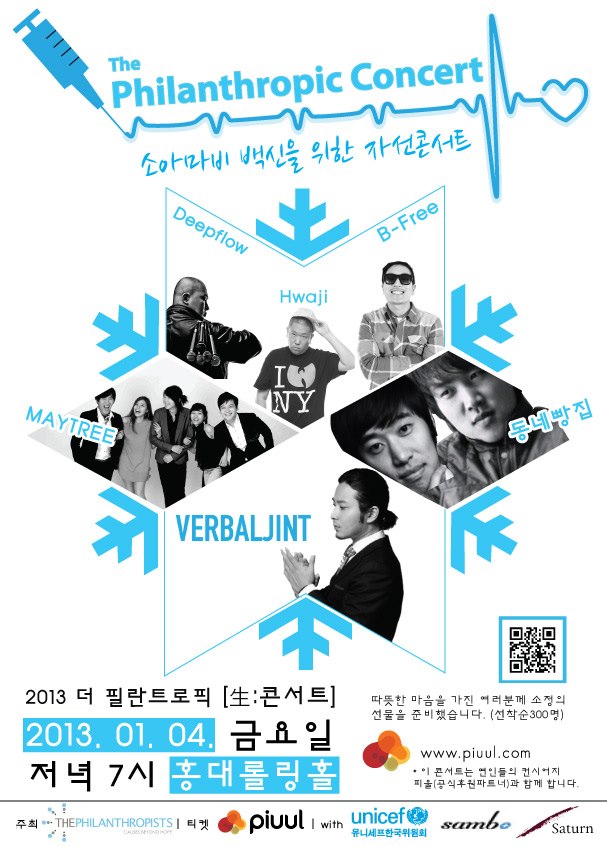 The
Philanthropic Concert
소아마비 백신을 위한 자선콘서트
Deepflow
B-Free
Hwaji
I
NY
MAYTREE
동네빵집
VERBALJINT
2013 더 필란트로픽 [生:콘서트]
2013. 01. 04. 금요일
저녁 7시 홍대롤링홀
따뜻한 마음을 가진 여러분께 소정의
선물을 준비했습니다. (선착순300명)
www.piuul.com
* 이 콘서트는 연인들의 컨시어지
피울(공식후원파트너)과 함께 합니다.
주최 THEPHILANTHROPISTS | 티켓 piuul | with unicef sambo Saturn
CAUSES BEYOND HOPE
유니세프한국위원회